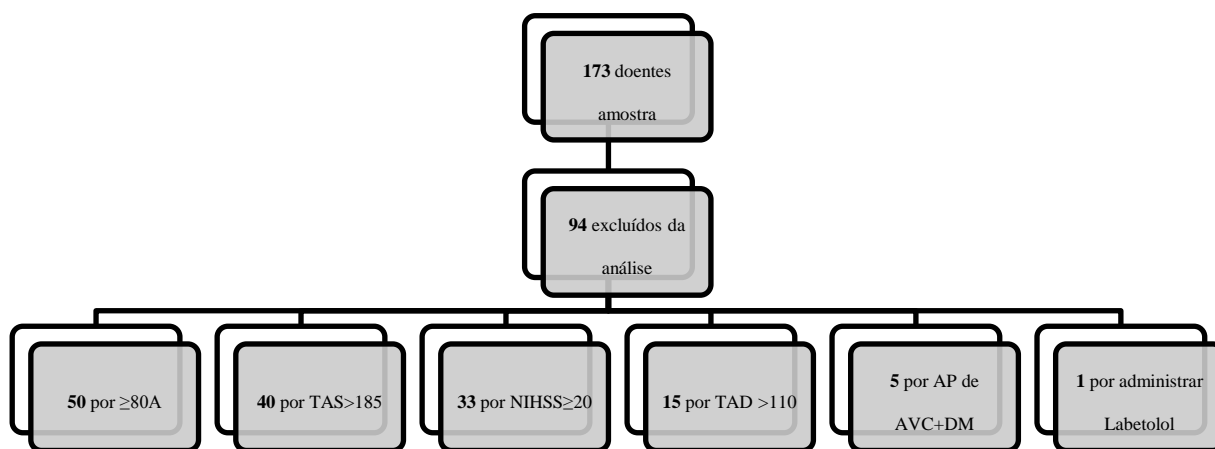 173 doentes
amostra
94 excluídos da
análise
50 por ≥80A
40 por TAS>185
33 por NIHSS≥20
15 por TAD >110
5 por AP de
AVC+DM
1 por administrar
Labetolol